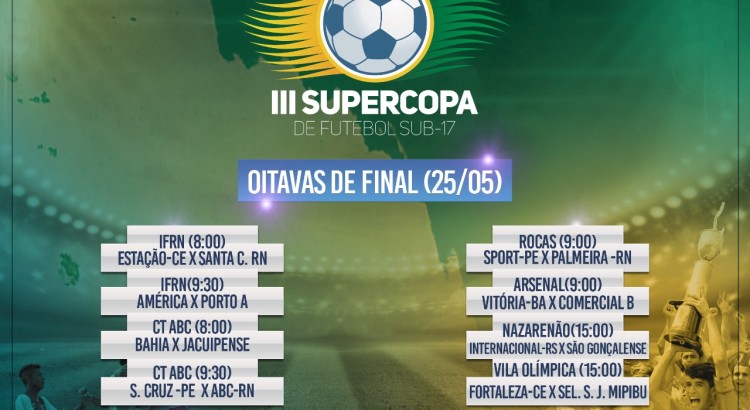 III SUPERCOPA
DE FUTEBOL SUB-17
OITAVAS DE FINAL (25/05)
IFRN (8:00)
ESTAÇÃO-CE X SANTA C. RN
IFRN(9:30)
AMÉRICA X PORTO A
CT ABC (8:00)
BAHIA X JACUIPENSE
CT ABC (9:30)
S. CRUZ -PE X ABC-RN
ROCAS (9:00)
SPORT-PE X PALMEIRA -RN
ARSENAL(9:00)
VITÓRIA-BA X COMERCIAL B
NAZARENÃO(15:00)
INTERNACIONAL-RS X SÃO GONÇALENSE
VILA OLÍMPICA (15:00)
FORTALEZA-CE X SEL. S. J. MIPIBU